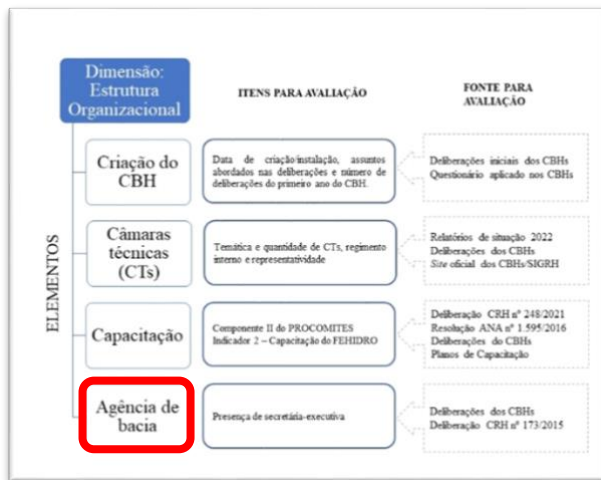 Dimensão:
Estrutura
Organizacional
ITENS PARA AVALIAÇÃO
FONTE PARA
AVALIAÇÃO
ELEMENTOS
Criação do
CBH
Data de criação/instalação, assuntos
abordados nas deliberações e número de
deliberações do primeiro ano do CBH.
Deliberações iniciais dos CBHs
Questionário aplicado nos CBHs
Câmaras
técnicas
(CTs)
Temática e quantidade de CTs, regimento
interno e representatividade
Relatórios de situação 2022
Deliberações dos CBHs
Site oficial dos CBHs/SIGRH
Capacitação
Componente II do PROCOMITES
Indicador 2 – Capacitação do FEHIDRO
Deliberação CRH nº 248/2021
Resolução ANA nº 1.595/2016
Deliberações do CBHs
Planos de Capacitação
Agência de
bacia
Presença de secretária-executiva
Deliberações dos CBHs
Deliberação CRH nº 173/2015